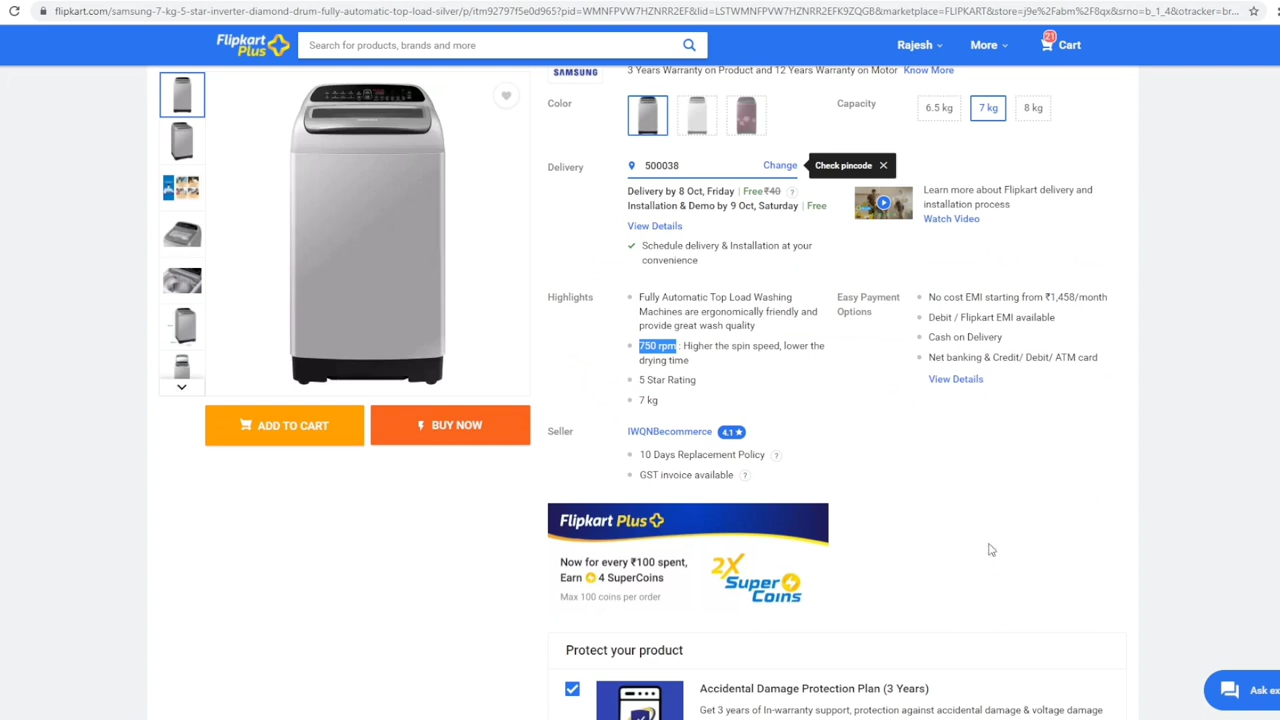 flipkart.com/samsung-7-kg-5-star-inverter-diamond-drum-fully-automatic-top-load-silver/p/itm92797f5e0d965?pid=WMNFPVW7HZNRR2EF&lid=LSTWMNFPVW7HZNRR2EFK9ZQGB&marketplace=FLIPKART&store=j9e%2Fabm%2F8qx&srno=b_1_4&otracker=br...
Flipkart Plus
Search for products, brands and more
Rajesh
More
21
Cart
SAMSUNG
3 Years Warranty on Product and 12 Years Warranty on Motor Know More
Color
Capacity
6.5 kg
7 kg
8 kg
Delivery
500038
Change
Check pincode
Delivery by 8 Oct, Friday | Free ₹40 ?
Installation & Demo by 9 Oct, Saturday | Free
View Details
Schedule delivery & Installation at your
convenience
Learn more about Flipkart delivery and
installation process
Watch Video
Highlights
Fully Automatic Top Load Washing
Machines are ergonomically friendly and
provide great wash quality
750 rpm : Higher the spin speed, lower the
drying time
5 Star Rating
7 kg
Easy Payment
Options
No cost EMI starting from ₹1,458/month
Debit / Flipkart EMI available
Cash on Delivery
Net banking & Credit/ Debit/ ATM card
View Details
ADD TO CART
BUY NOW
Seller
IWQNBecommerce 4.1 ★
10 Days Replacement Policy ?
GST invoice available ?
Flipkart Plus
Now for every ₹100 spent,
Earn 4 SuperCoins
Max 100 coins per order
2X
Super
Coins
Protect your product
Accidental Damage Protection Plan (3 Years)
Get 3 years of In-warranty support, protection against accidental damage & voltage damage
Ask ex